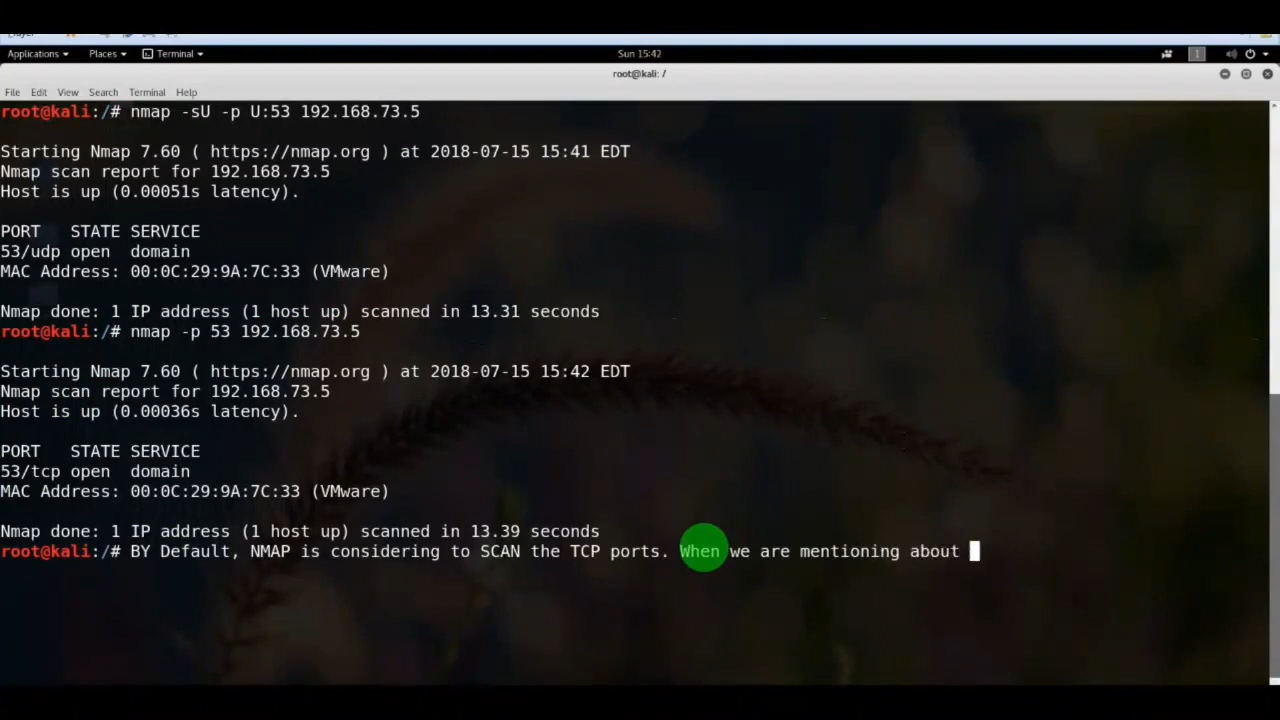 Applications Places Terminal Sun 15:42 1
root@kali: /
File Edit View Search Terminal Help
root@kali:/# nmap -sU -p U:53 192.168.73.5
Starting Nmap 7.60 ( https://nmap.org ) at 2018-07-15 15:41 EDT
Nmap scan report for 192.168.73.5
Host is up (0.00051s latency).
PORT   STATE SERVICE
53/udp open  domain
MAC Address: 00:0C:29:9A:7C:33 (VMware)
Nmap done: 1 IP address (1 host up) scanned in 13.31 seconds
root@kali:/# nmap -p 53 192.168.73.5
Starting Nmap 7.60 ( https://nmap.org ) at 2018-07-15 15:42 EDT
Nmap scan report for 192.168.73.5
Host is up (0.00036s latency).
PORT   STATE SERVICE
53/tcp open  domain
MAC Address: 00:0C:29:9A:7C:33 (VMware)
Nmap done: 1 IP address (1 host up) scanned in 13.39 seconds
root@kali:/# BY Default, NMAP is considering to SCAN the TCP ports. When we are mentioning about